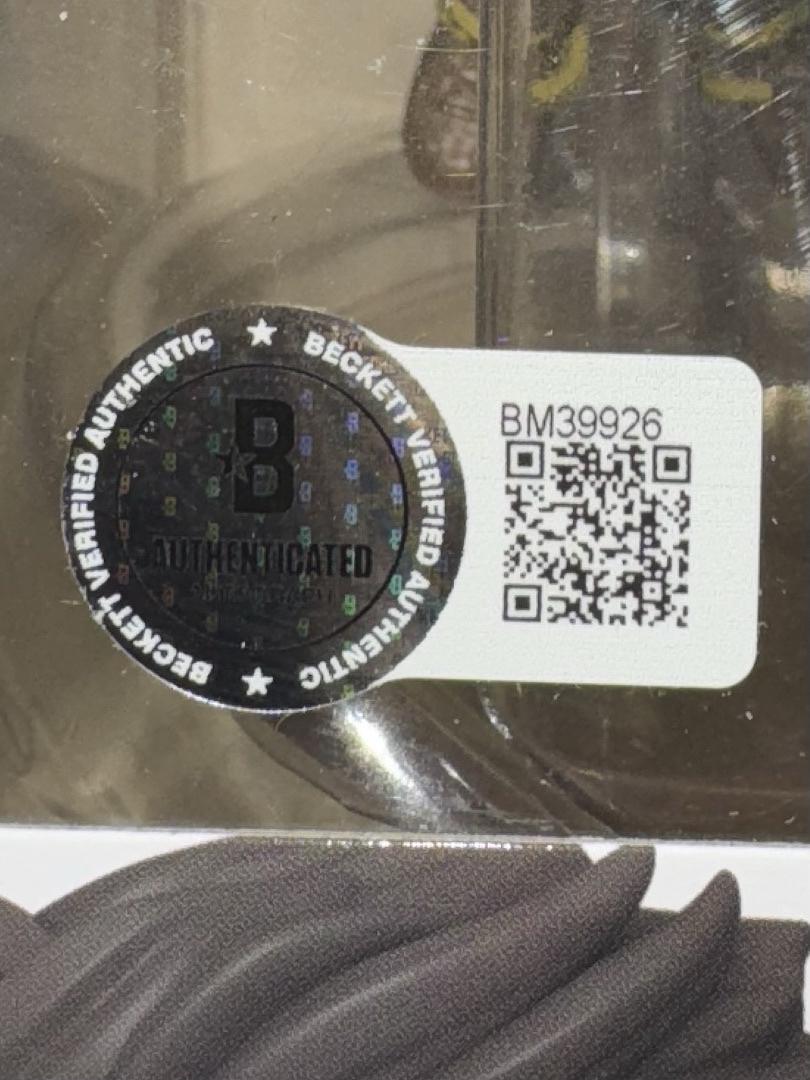 BECKETT VERIFIED AUTHENTIC
BECKETT VERIFIED AUTHENTIC
B
AUTHENTICATED
BM39926